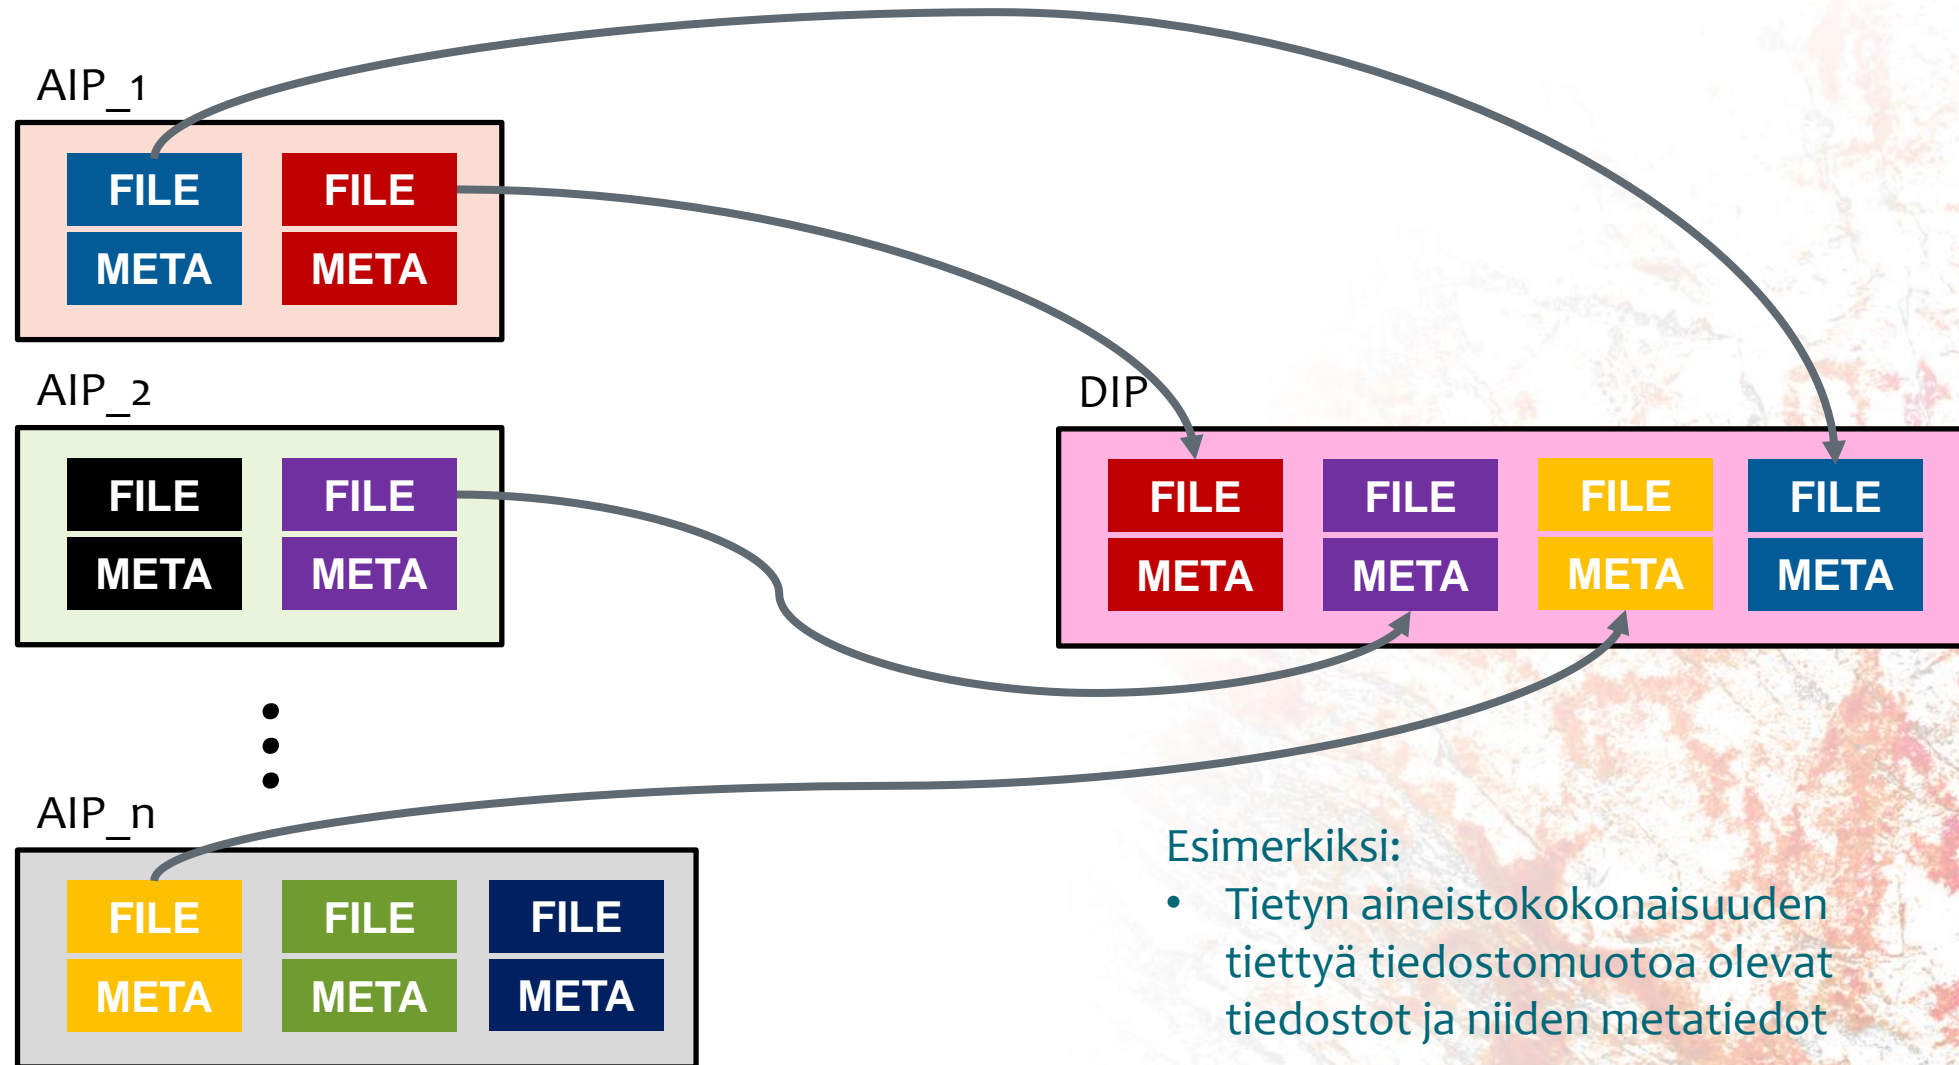 AIP_1
FILE FILE
META META
AIP_2
DIP
FILE FILE
META META
FILE FILE FILE FILE
META META META META
AIP_n
FILE FILE FILE
META META META
Esimerkiksi:
• Tietyn aineistokokonaisuuden
tiettyä tiedostomuotoa olevat
tiedostot ja niiden metatiedot